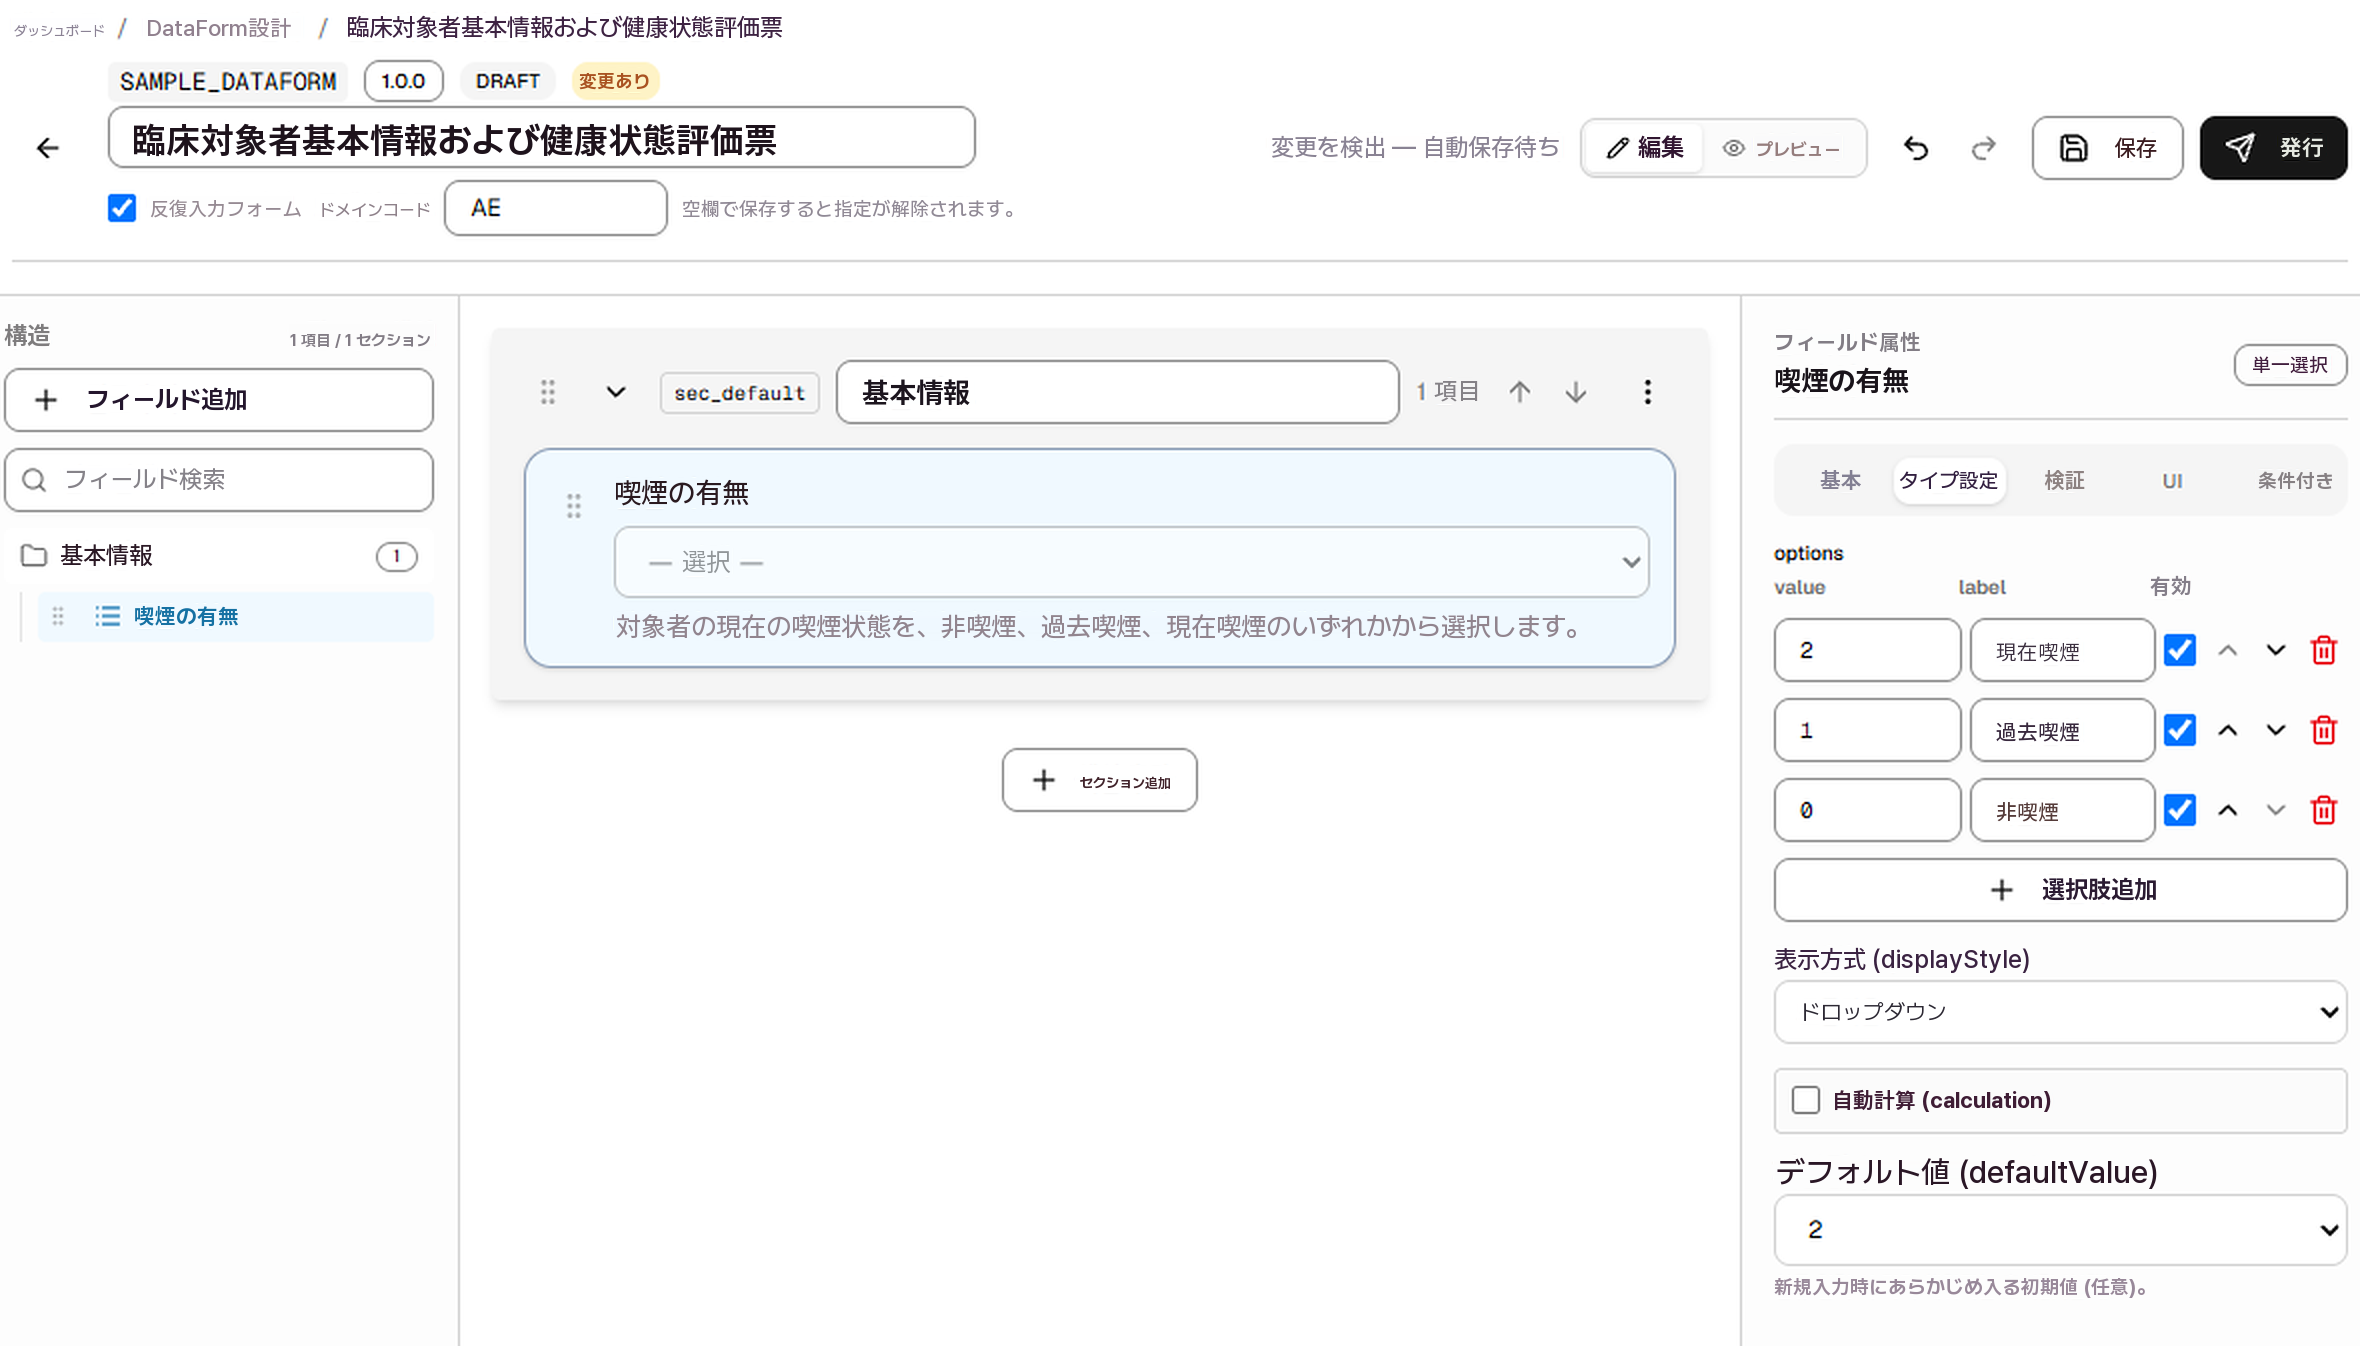 ダッシュボード / DataForm設計 / 臨床対象者基本情報および健康状態評価票
SAMPLE_DATAFORM 1.0.0 DRAFT 変更あり
臨床対象者基本情報および健康状態評価票
変更を検出 — 自動保存待ち 編集 プレビュー 保存 発行
反復入力フォーム ドメインコード AE 空欄で保存すると指定が解除されます。
構造 1 項目 / 1 セクション
フィールド追加
フィールド検索
基本情報 1
喫煙の有無
sec_default 基本情報 1 項目
喫煙の有無
— 選択 —
対象者の現在の喫煙状態を、非喫煙、過去喫煙、現在喫煙のいずれかから選択します。
セクション追加
フィールド属性
喫煙の有無 単一選択
基本 タイプ設定 検証 UI 条件付き
options
value label 有効
2 現在喫煙
1 過去喫煙
0 非喫煙
選択肢追加
表示方式 (displayStyle)
ドロップダウン
自動計算 (calculation)
デフォルト値 (defaultValue)
2
新規入力時にあらかじめ入る初期値 (任意)。